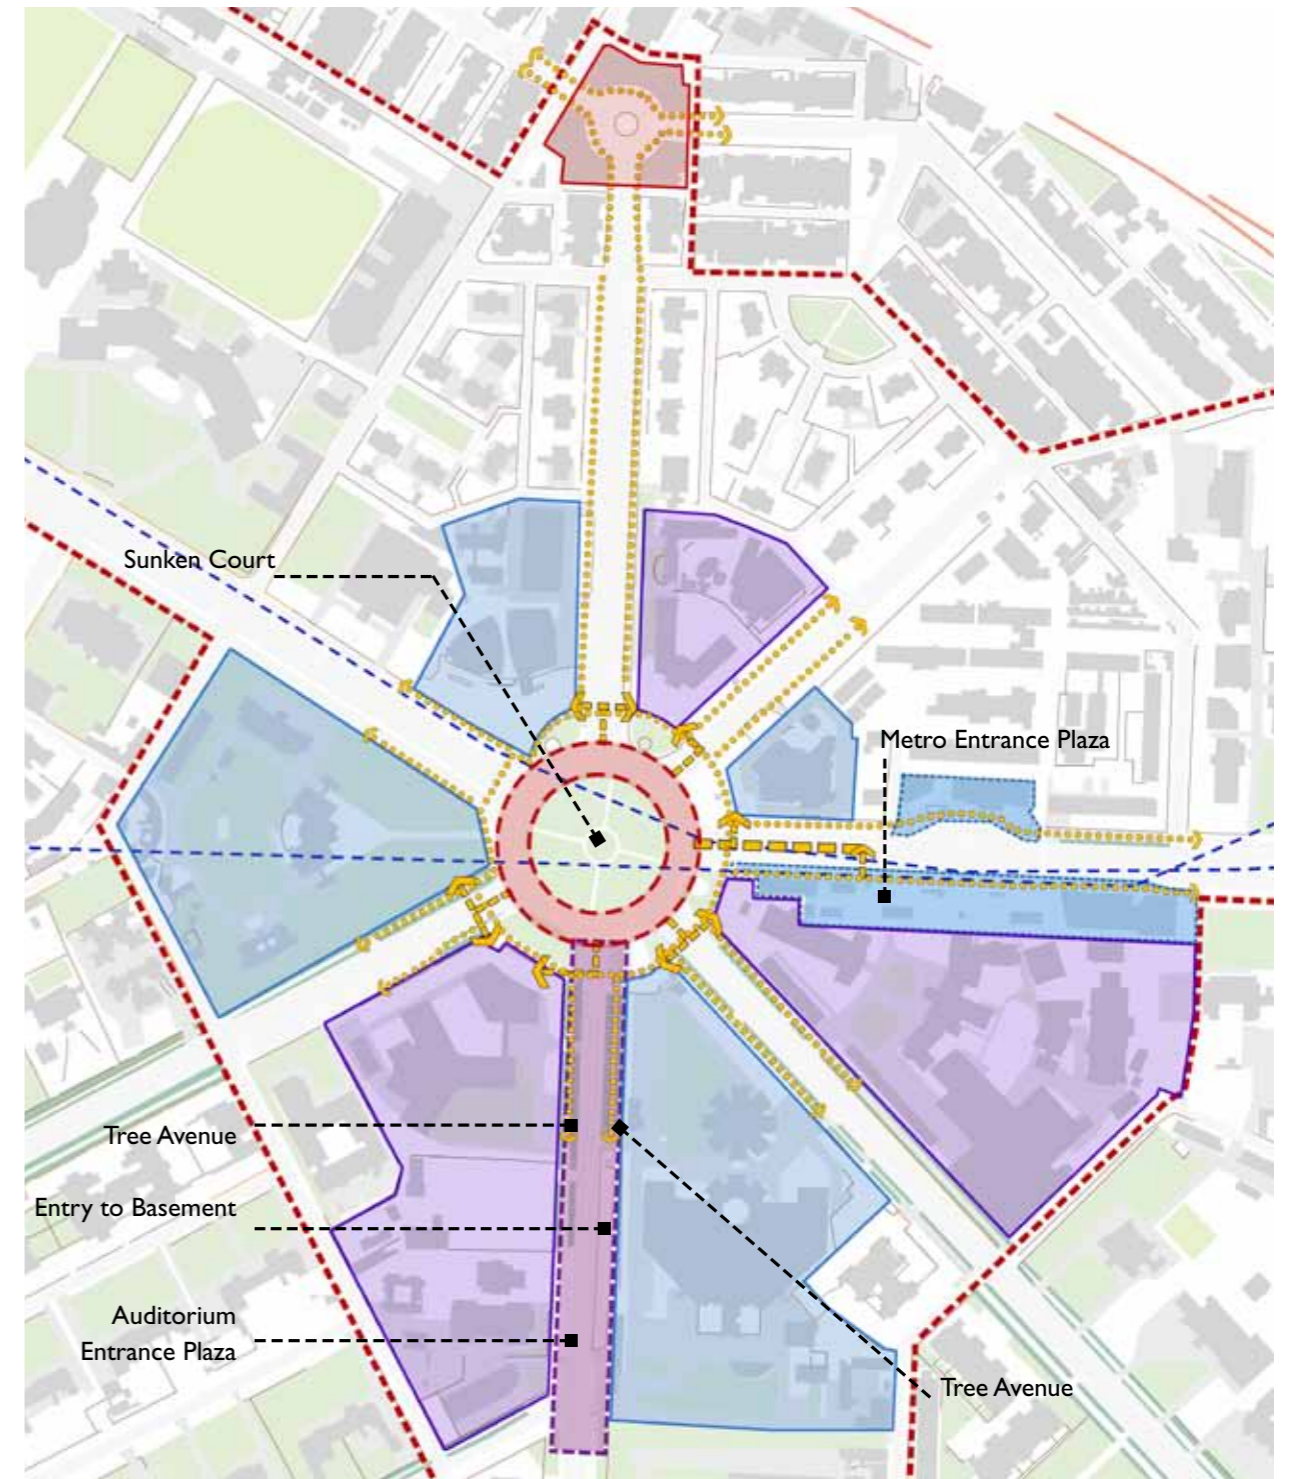 Sunken Court
Metro Entrance Plaza
Tree Avenue
Entry to Basement
Auditorium
Entrance Plaza
Tree Avenue